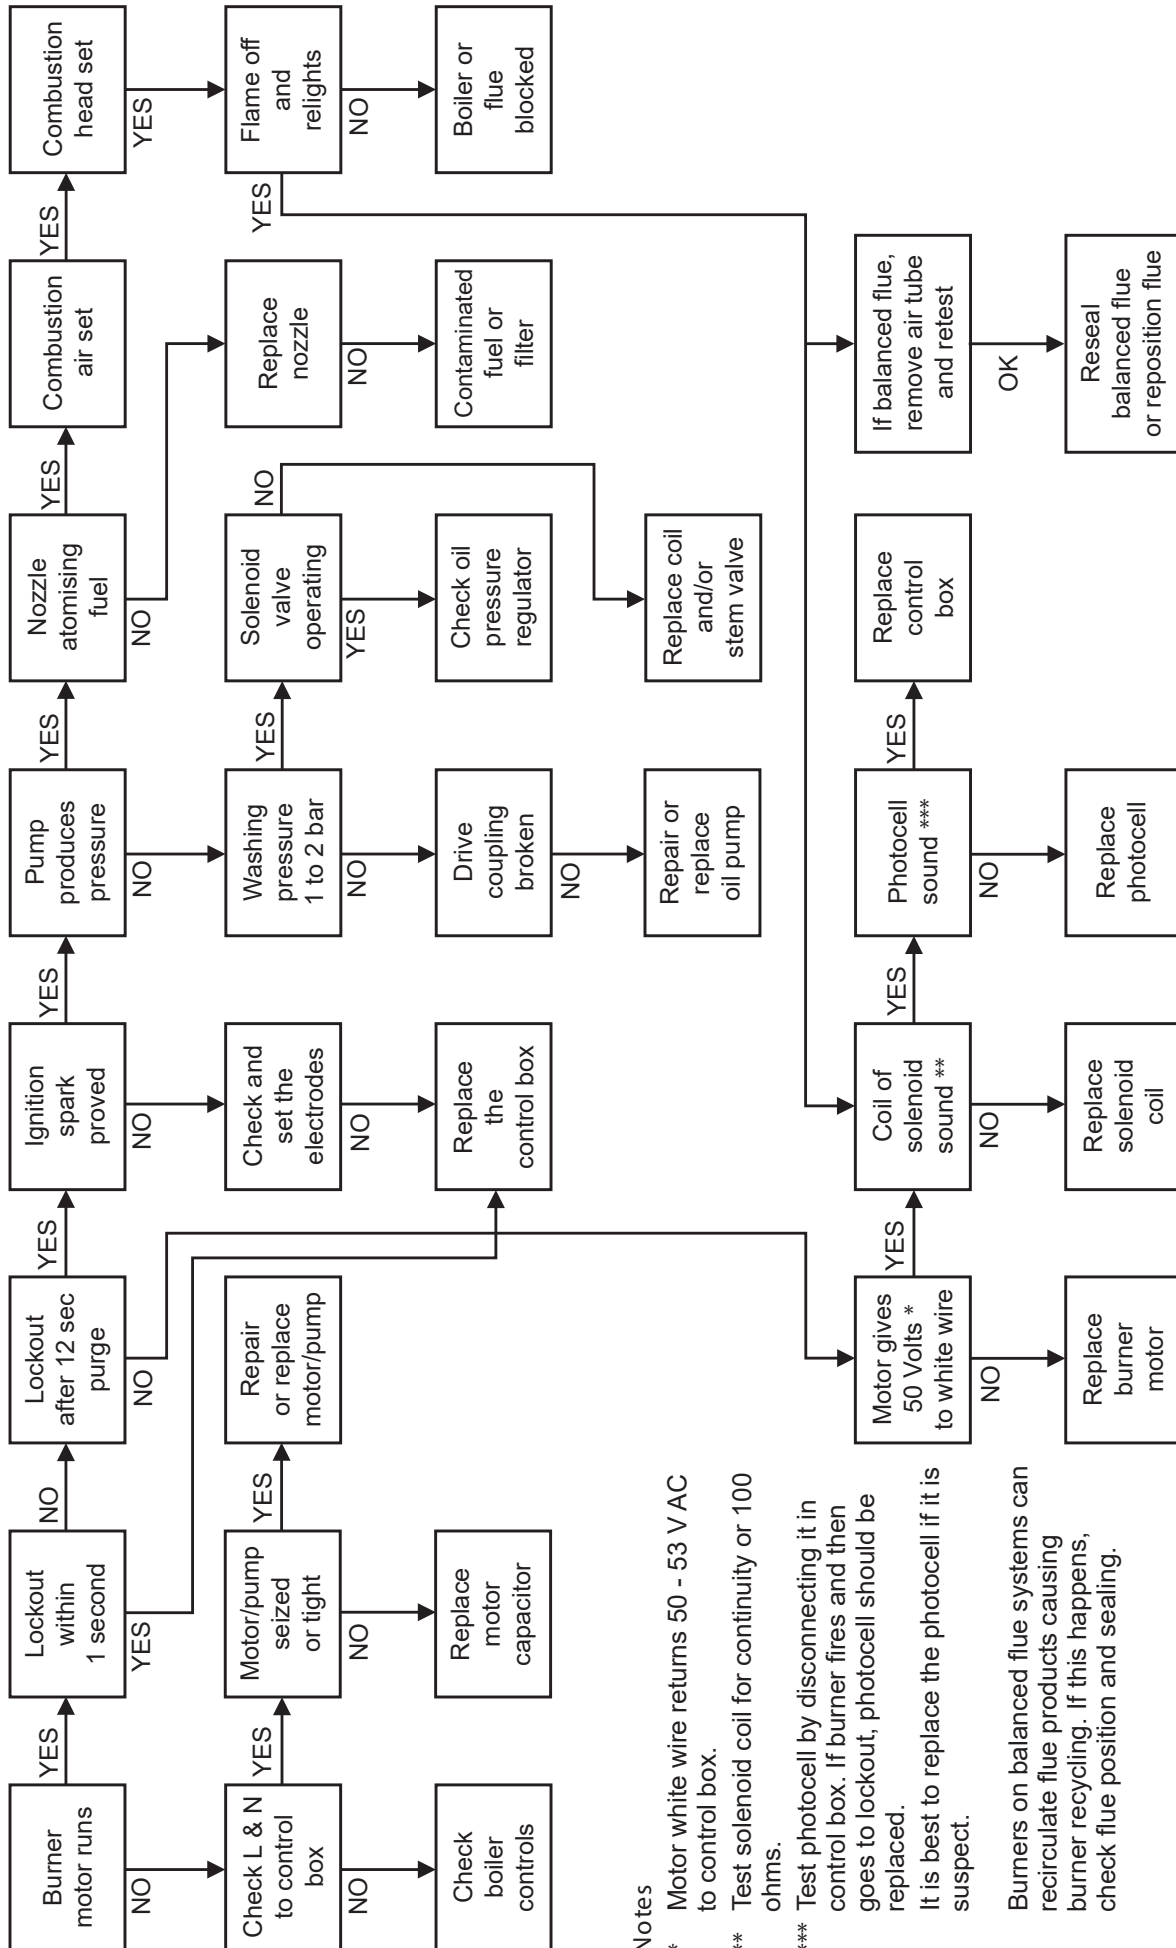 Burner
motor runs
YES
Lockout
within
1 second
NO
Lockout
after 12 sec
purge
YES
Ignition
spark
proved
YES
Pump
produces
pressure
YES
Nozzle
atomising
fuel
YES
Combustion
air set
YES
Combustion
head set
NO
YES
NO
NO
NO
NO
YES
Check L & N
to control
box
YES
Motor/pump
seized
or tight
YES
Repair
or replace
motor/pump
Check and
set the
electrodes
Washing
pressure
1 to 2 bar
YES
Solenoid
valve
operating
NO
Replace
nozzle
YES
Flame off
and
relights
NO
NO
NO
NO
YES
NO
NO
Check
boiler
controls
Replace
motor
capacitor
Replace
the
control box
Drive
coupling
broken
Check oil
pressure
regulator
Contaminated
fuel or
filter
Boiler or
flue
blocked
NO
Repair or
replace
oil pump
Replace coil
and/or
stem valve
Notes
* Motor white wire returns 50 - 53 V AC
to control box.
** Test solenoid coil for continuity or 100
ohms.
*** Test photocell by disconnecting it in
control box. If burner fires and then
goes to lockout, photocell should be
replaced.
It is best to replace the photocell if it is
suspect.
Burners on balanced flue systems can
recirculate flue products causing
burner recycling. If this happens,
check flue position and sealing.
Motor gives
50 Volts *
to white wire
YES
Coil of
solenoid
sound **
YES
Photocell
sound ***
YES
Replace
control
box
If balanced flue,
remove air tube
and retest
NO
NO
NO
OK
Replace
burner
motor
Replace
solenoid
coil
Replace
photocell
Reseal
balanced flue
or reposition flue